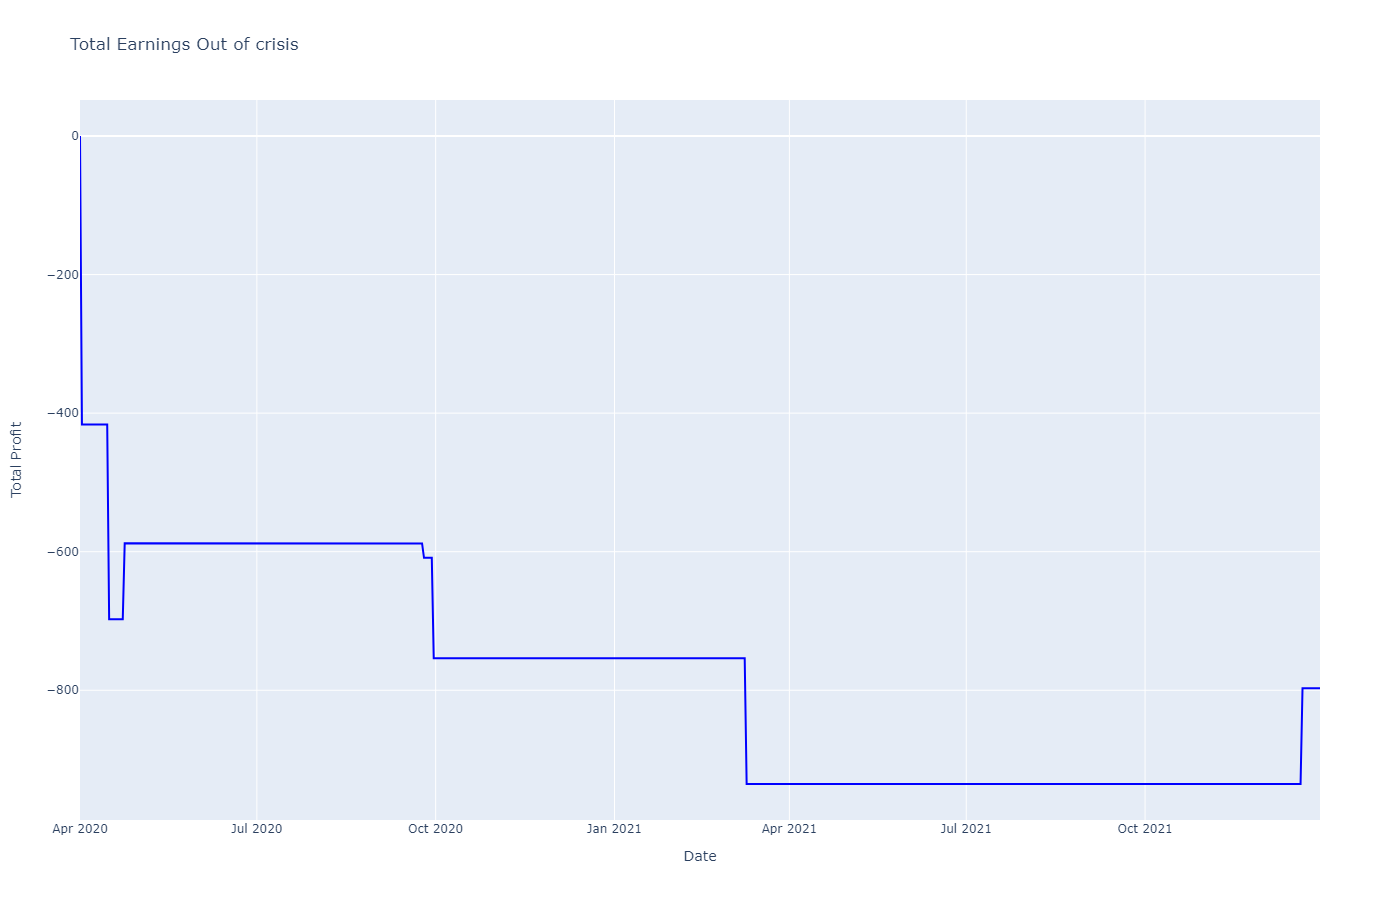 Total Earnings Out of crisis
0
−200
−400
−600
−800
Total Profit
Apr 2020 Jul 2020 Oct 2020 Jan 2021 Apr 2021 Jul 2021 Oct 2021
Date